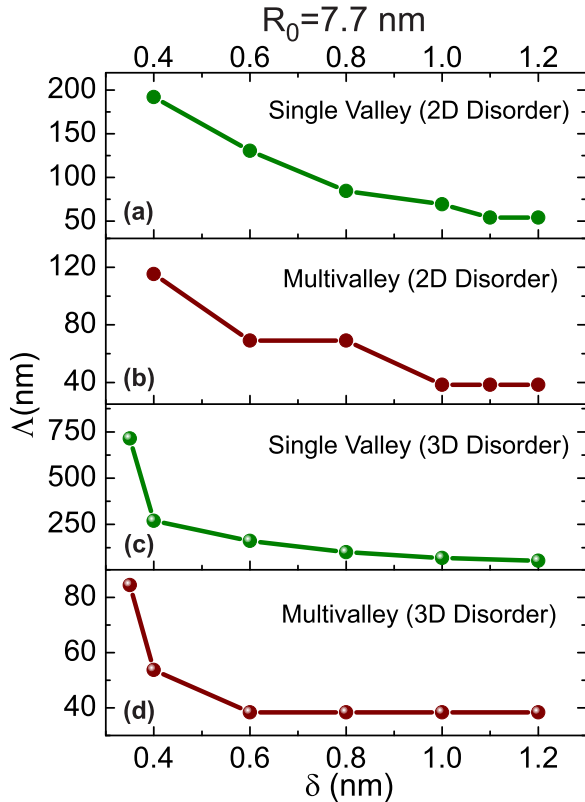 R₀=7.7 nm
0.4 0.6 0.8 1.0 1.2
200
150
100
50
Single Valley (2D Disorder)
(a)
120
80
40
Multivalley (2D Disorder)
(b)
Λ(nm)
750
500
250
Single Valley (3D Disorder)
(c)
80
60
40
Multivalley (3D Disorder)
(d)
0.4 0.6 0.8 1.0 1.2
δ (nm)